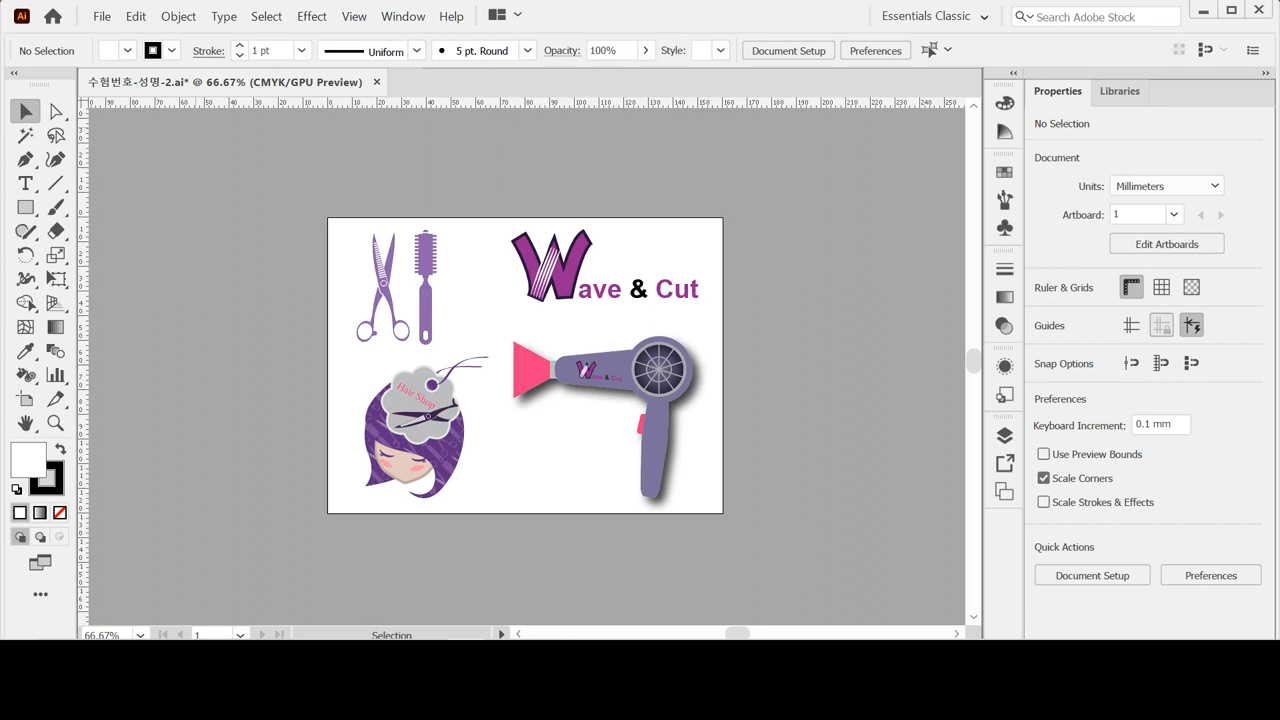 File Edit Object Type Select Effect View Window Help Essentials Classic Search Adobe Stock
No Selection Stroke: 1 pt Uniform 5 pt. Round Opacity: 100% Style: Document Setup Preferences
수험번호-성명-2.ai* @ 66.67% (CMYK/GPU Preview)
Properties Libraries
No Selection
Document
Units: Millimeters
Artboard: 1
Edit Artboards
Ruler & Grids
Guides
Snap Options
Preferences
Keyboard Increment: 0.1 mm
Use Preview Bounds
Scale Corners
Scale Strokes & Effects
Quick Actions
Document Setup Preferences
Wave & Cut
Wave & Cut
Hair Shop
66.67% 1 Selection